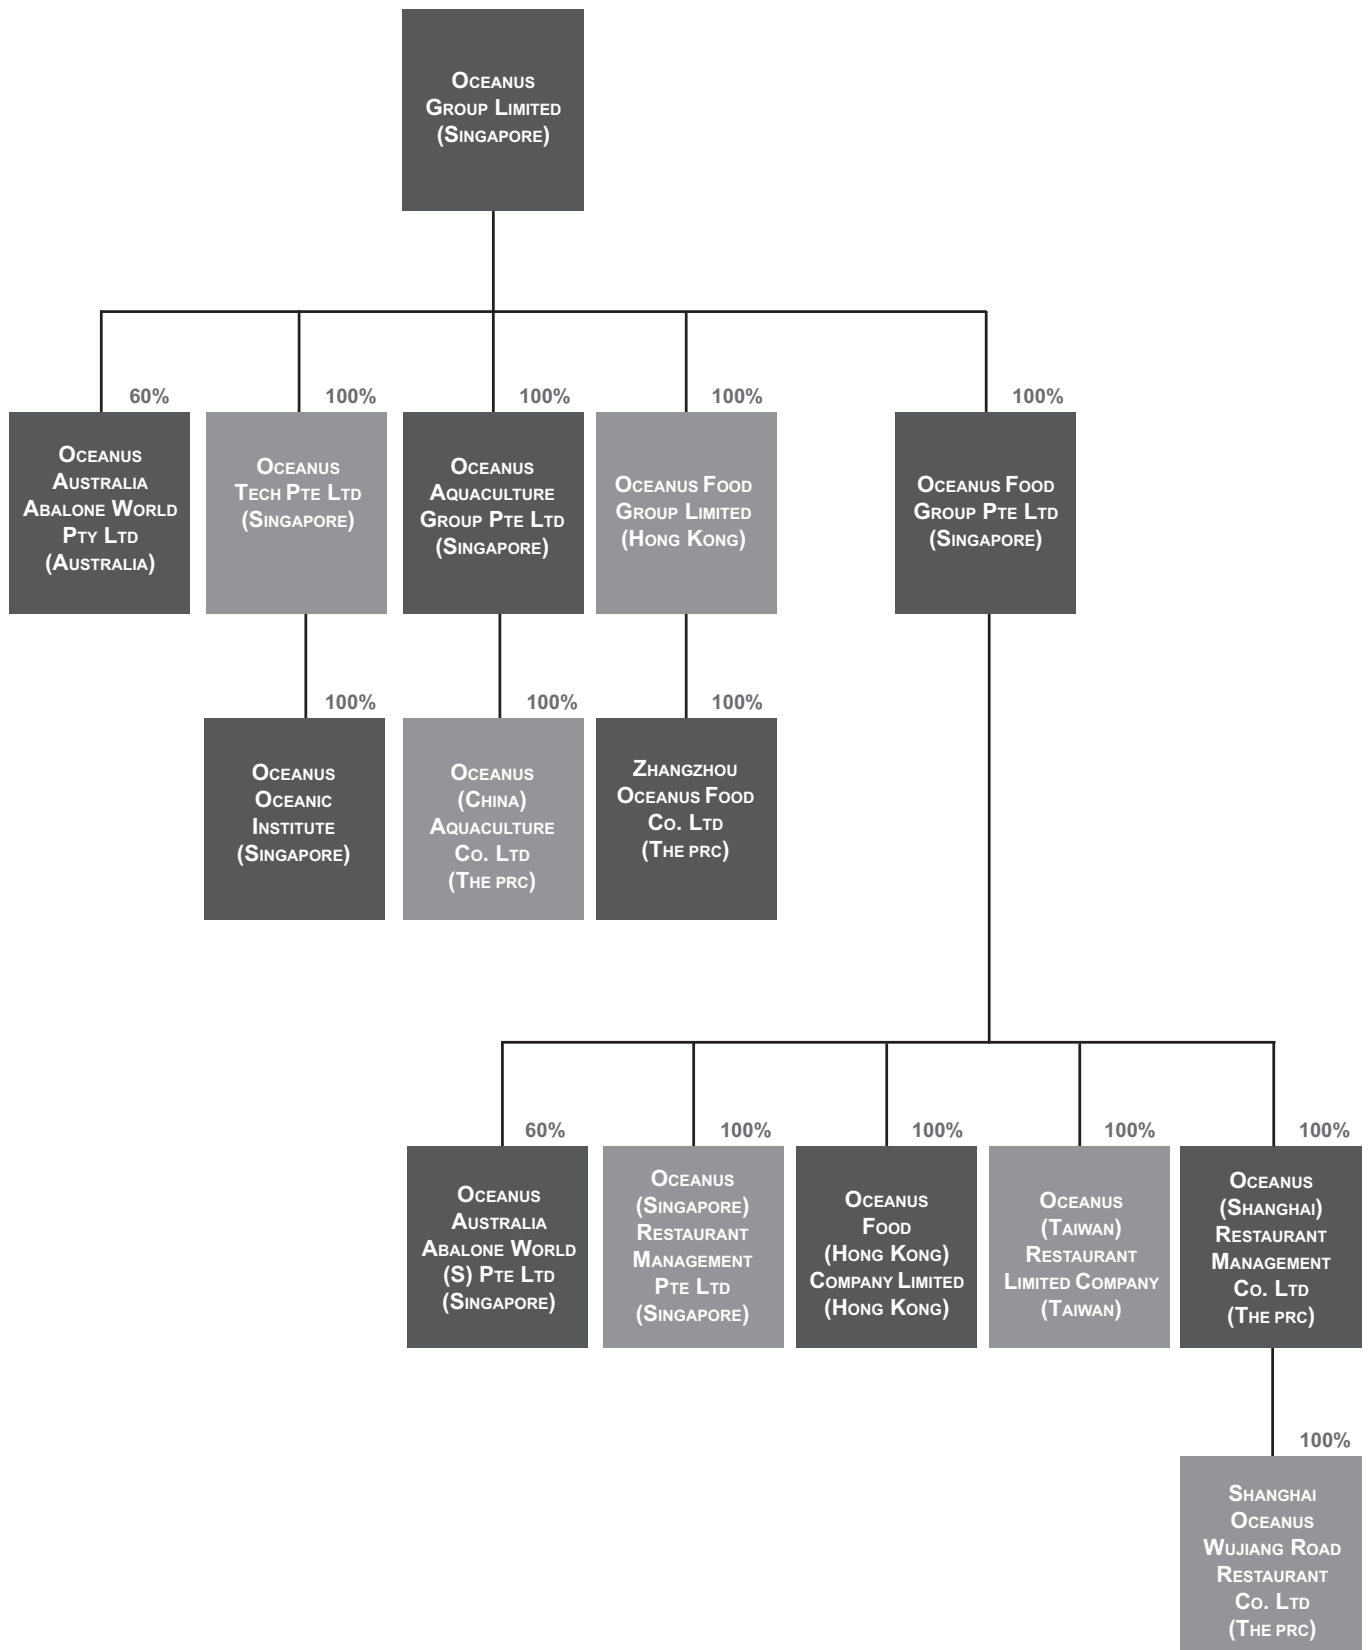 Oceanus
Group Limited
(Singapore)
60%
100%
100%
100%
100%
Oceanus
Australia
Abalone World
Pty Ltd
(Australia)
Oceanus
Tech Pte Ltd
(Singapore)
Oceanus
Aquaculture
Group Pte Ltd
(Singapore)
Oceanus Food
Group Limited
(Hong Kong)
Oceanus Food
Group Pte Ltd
(Singapore)
100%
100%
100%
Oceanus
Oceanic
Institute
(Singapore)
Oceanus
(China)
Aquaculture
Co. Ltd
(The prc)
Zhangzhou
Oceanus Food
Co. Ltd
(The prc)
60%
100%
100%
100%
100%
Oceanus
Australia
Abalone World
(S) Pte Ltd
(Singapore)
Oceanus
(Singapore)
Restaurant
Management
Pte Ltd
(Singapore)
Oceanus
Food
(Hong Kong)
Company Limited
(Hong Kong)
Oceanus
(Taiwan)
Restaurant
Limited Company
(Taiwan)
Oceanus
(Shanghai)
Restaurant
Management
Co. Ltd
(The prc)
100%
Shanghai
Oceanus
Wujiang Road
Restaurant
Co. Ltd
(The prc)